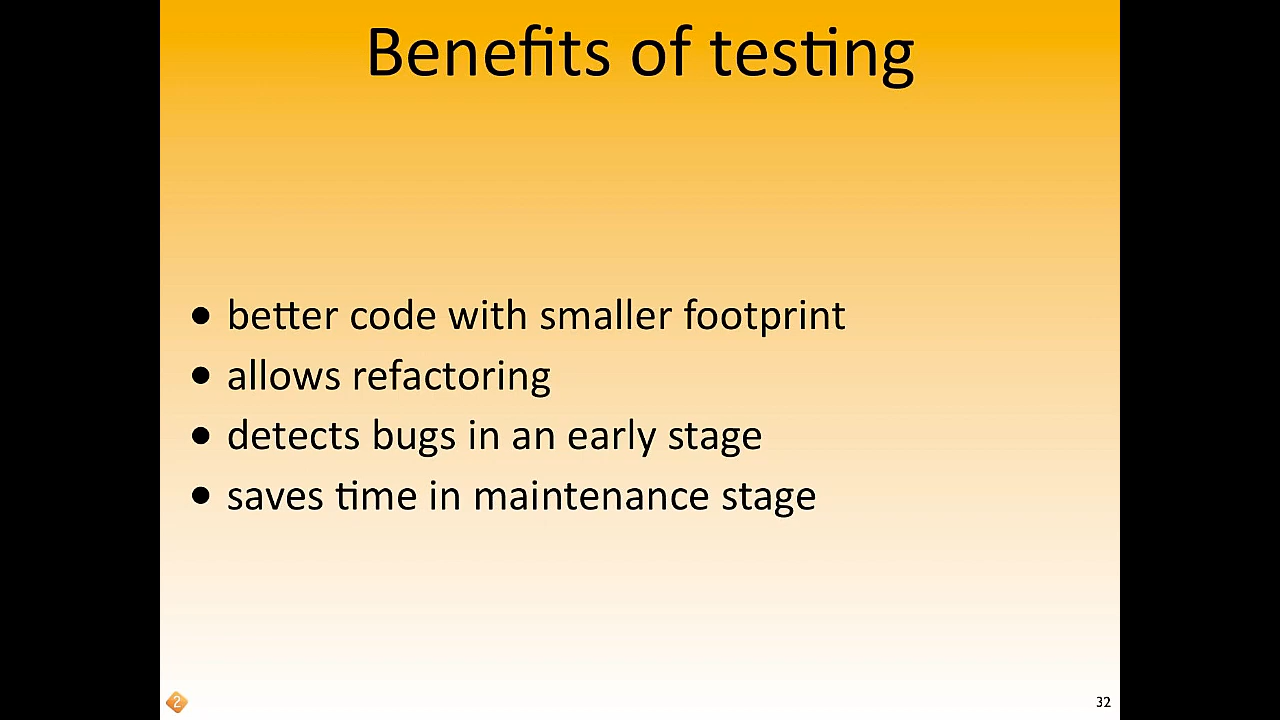 Benefits of testing
• better code with smaller footprint
• allows refactoring
• detects bugs in an early stage
• saves time in maintenance stage
2
32